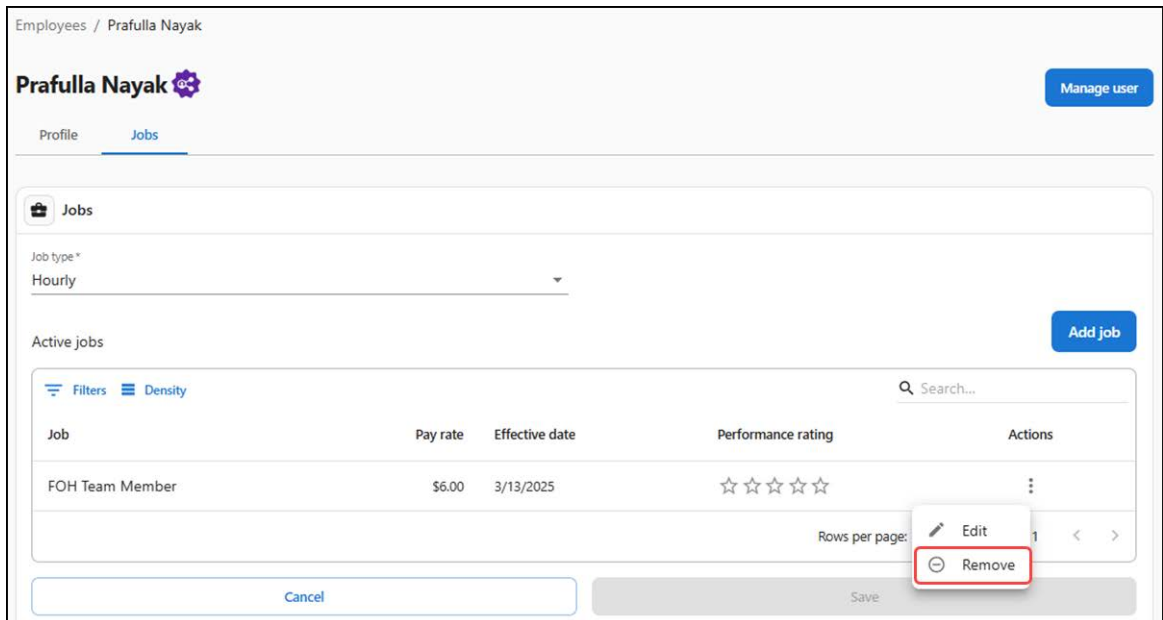 Employees / Prafulla Nayak
Prafulla Nayak
Manage user
Profile Jobs
Jobs
Job type *
Hourly
Add job
Active jobs
Filters Density Search...
Job Pay rate Effective date Performance rating Actions
FOH Team Member $6.00 3/13/2025
Edit
Rows per page: 1
Remove
Cancel Save